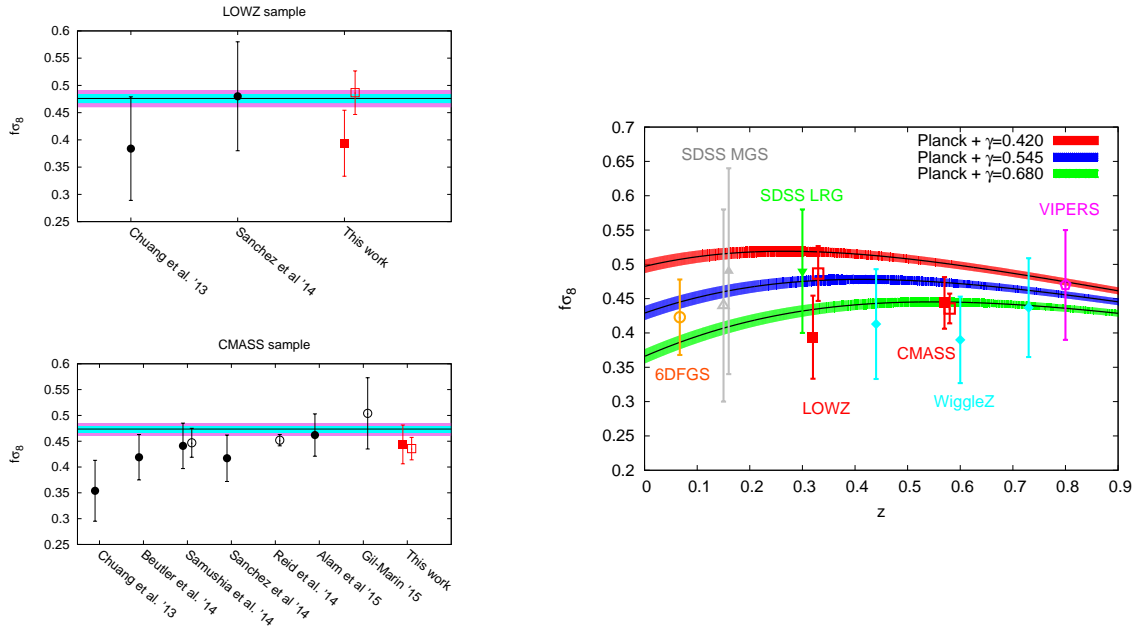 LOWZ sample
0.6
0.55
0.5
0.45
0.4
0.35
0.3
0.25
fσ8
Chuang et al. '13
Sanchez et al '14
This work
CMASS sample
0.6
0.55
0.5
0.45
0.4
0.35
0.3
0.25
fσ8
Chuang et al. '13
Beutler et al. '14
Samushia et al. '14
Sanchez et al '14
Reid et al. '14
Alam et al '15
Gil-Marin '15
This work
0.7
0.65
0.6
0.55
0.5
0.45
0.4
0.35
0.3
0.25
0.2
fσ8
Planck + γ=0.420
Planck + γ=0.545
Planck + γ=0.680
SDSS MGS
SDSS LRG
VIPERS
6DFGS
CMASS
LOWZ
WiggleZ
0 0.1 0.2 0.3 0.4 0.5 0.6 0.7 0.8 0.9
z